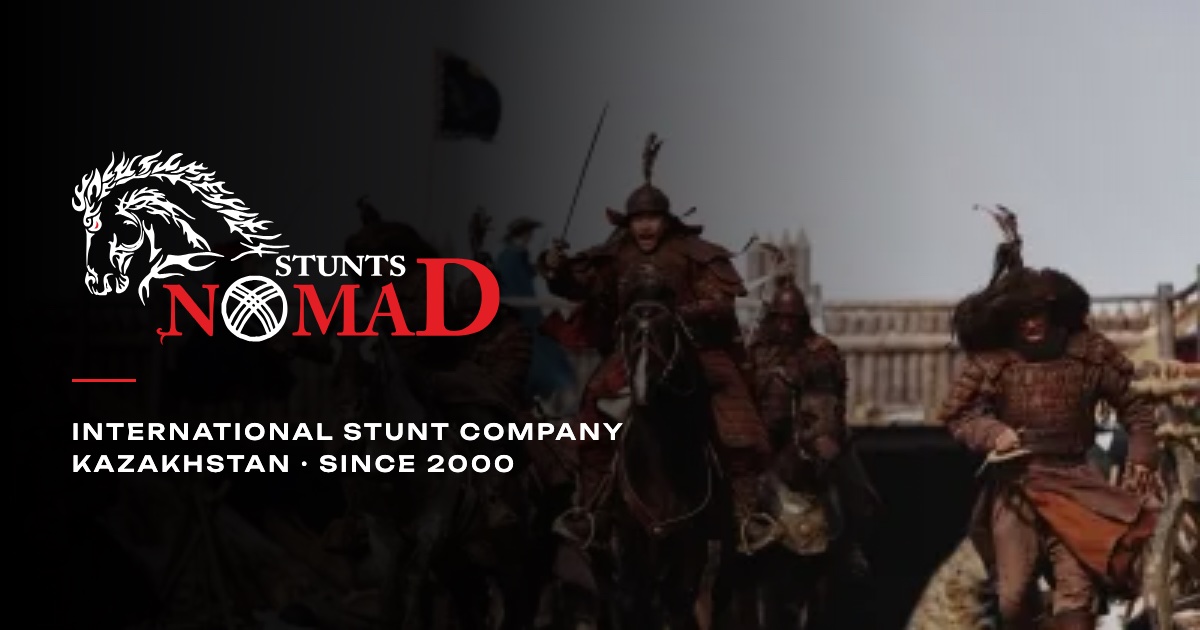 STUNTS
NOMAD
INTERNATIONAL STUNT COMPANY
KAZAKHSTAN · SINCE 2000